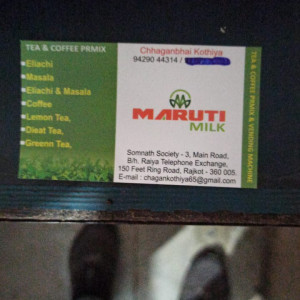 TEA & COFFEE PRMIX
Eliachi
Masala
Eliachi & Masala
Coffee
Lemon Tea,
Dieat Tea,
Greenn Tea,
Chhaganbhai Kothiya
94290 44314 /
MARUTI
MILK
Somnath Society - 3, Main Road,
B/h. Raiya Telephone Exchange,
150 Feet Ring Road, Rajkot - 360 005.
E-mail : chagankothiya65@gmail.com
TEA & COFFEE PRMIX & VENDING MACHINE